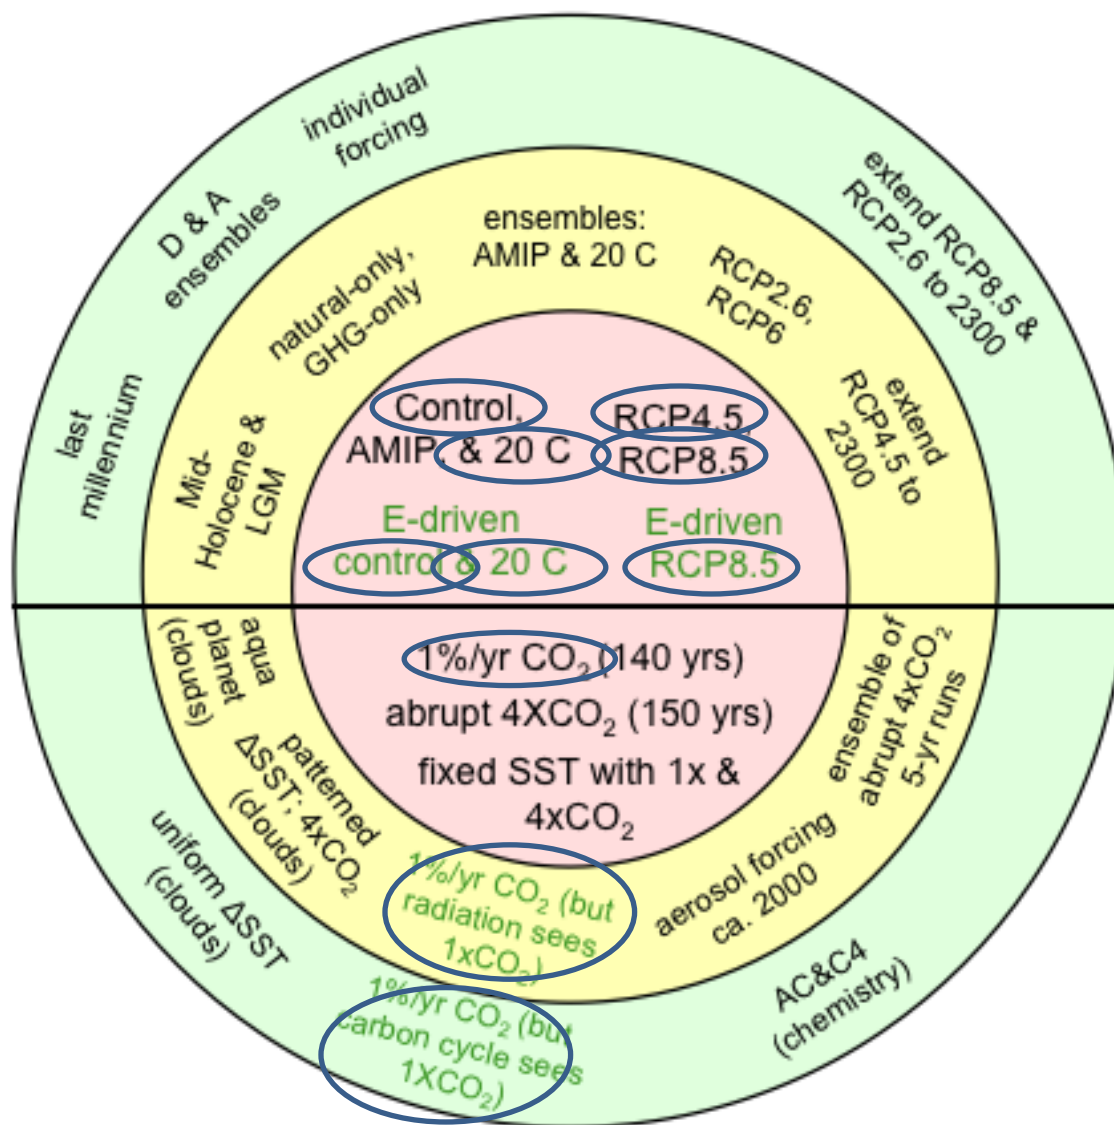 individual
forcing
D & A
ensembles
last
millennium
extend RCP8.5 &
RCP2.6 to 2300
ensembles:
AMIP & 20 C
natural-only,
GHG-only
RCP2.6,
RCP6
Mid-
Holocene &
LGM
extend
RCP4.5 to
2300
Control,
AMIP, & 20 C
RCP4.5,
RCP8.5
E-driven
control & 20 C
E-driven
RCP8.5
1%/yr CO₂ (140 yrs)
abrupt 4XCO₂ (150 yrs)
fixed SST with 1x &
4xCO₂
aqua
planet
(clouds)
patterned
ΔSST; 4xCO₂
(clouds)
1%/yr CO₂ (but
radiation sees
1xCO₂)
aerosol forcing
ca. 2000
ensemble of
abrupt 4xCO₂
5-yr runs
uniform ΔSST
(clouds)
1%/yr CO₂ (but
carbon cycle sees
1XCO₂)
AC&C4
(chemistry)